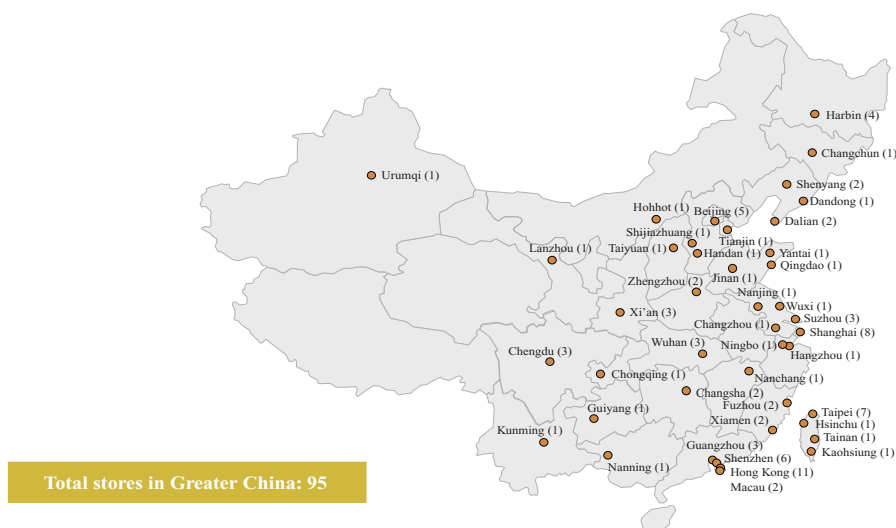 Harbin (4)
Changchun (1)
Urumqi (1)
Shenyang (2)
Dandong (1)
Hohhot (1)
Beijing (5)
Dalian (2)
Shijiazhuang (1)
Tianjin (1)
Lanzhou (1)
Taiyuan (1)
Handan (1)
Yantai (1)
Qingdao (1)
Jinan (1)
Zhengzhou (2)
Nanjing (1)
Wuxi (1)
Xi’an (3)
Suzhou (3)
Changzhou (1)
Shanghai (8)
Wuhan (3)
Ningbo (1)
Chengdu (3)
Hangzhou (1)
Chongqing (1)
Nanchang (1)
Changsha (2)
Fuzhou (2)
Guiyang (1)
Taipei (7)
Xiamen (2)
Hsinchu (1)
Kunming (1)
Tainan (1)
Guangzhou (3)
Kaohsiung (1)
Shenzhen (6)
Nanning (1)
Hong Kong (11)
Total stores in Greater China: 95
Macau (2)